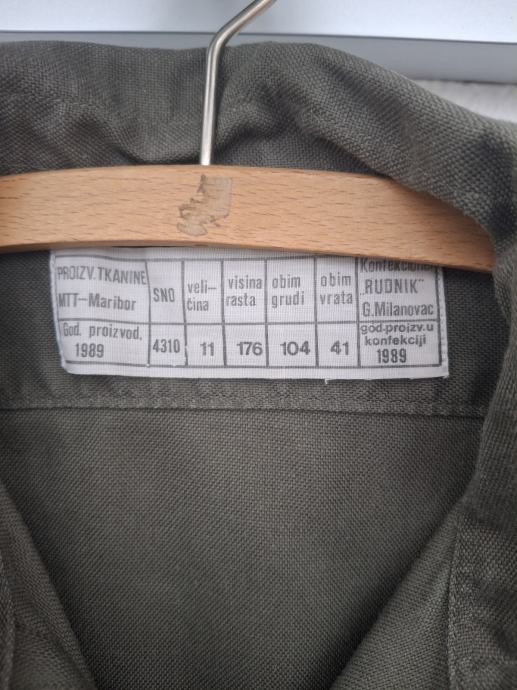 PROIZV. TKANINE
MTT-Maribor
SNO
veli-
čina
visina
rasta
obim
grudi
obim
vrata
Konfekcioner
"RUDNIK"
G.Milanovac
God. proizvod.
1989
4310
11
176
104
41
god.proizv.u
konfekciji
1989